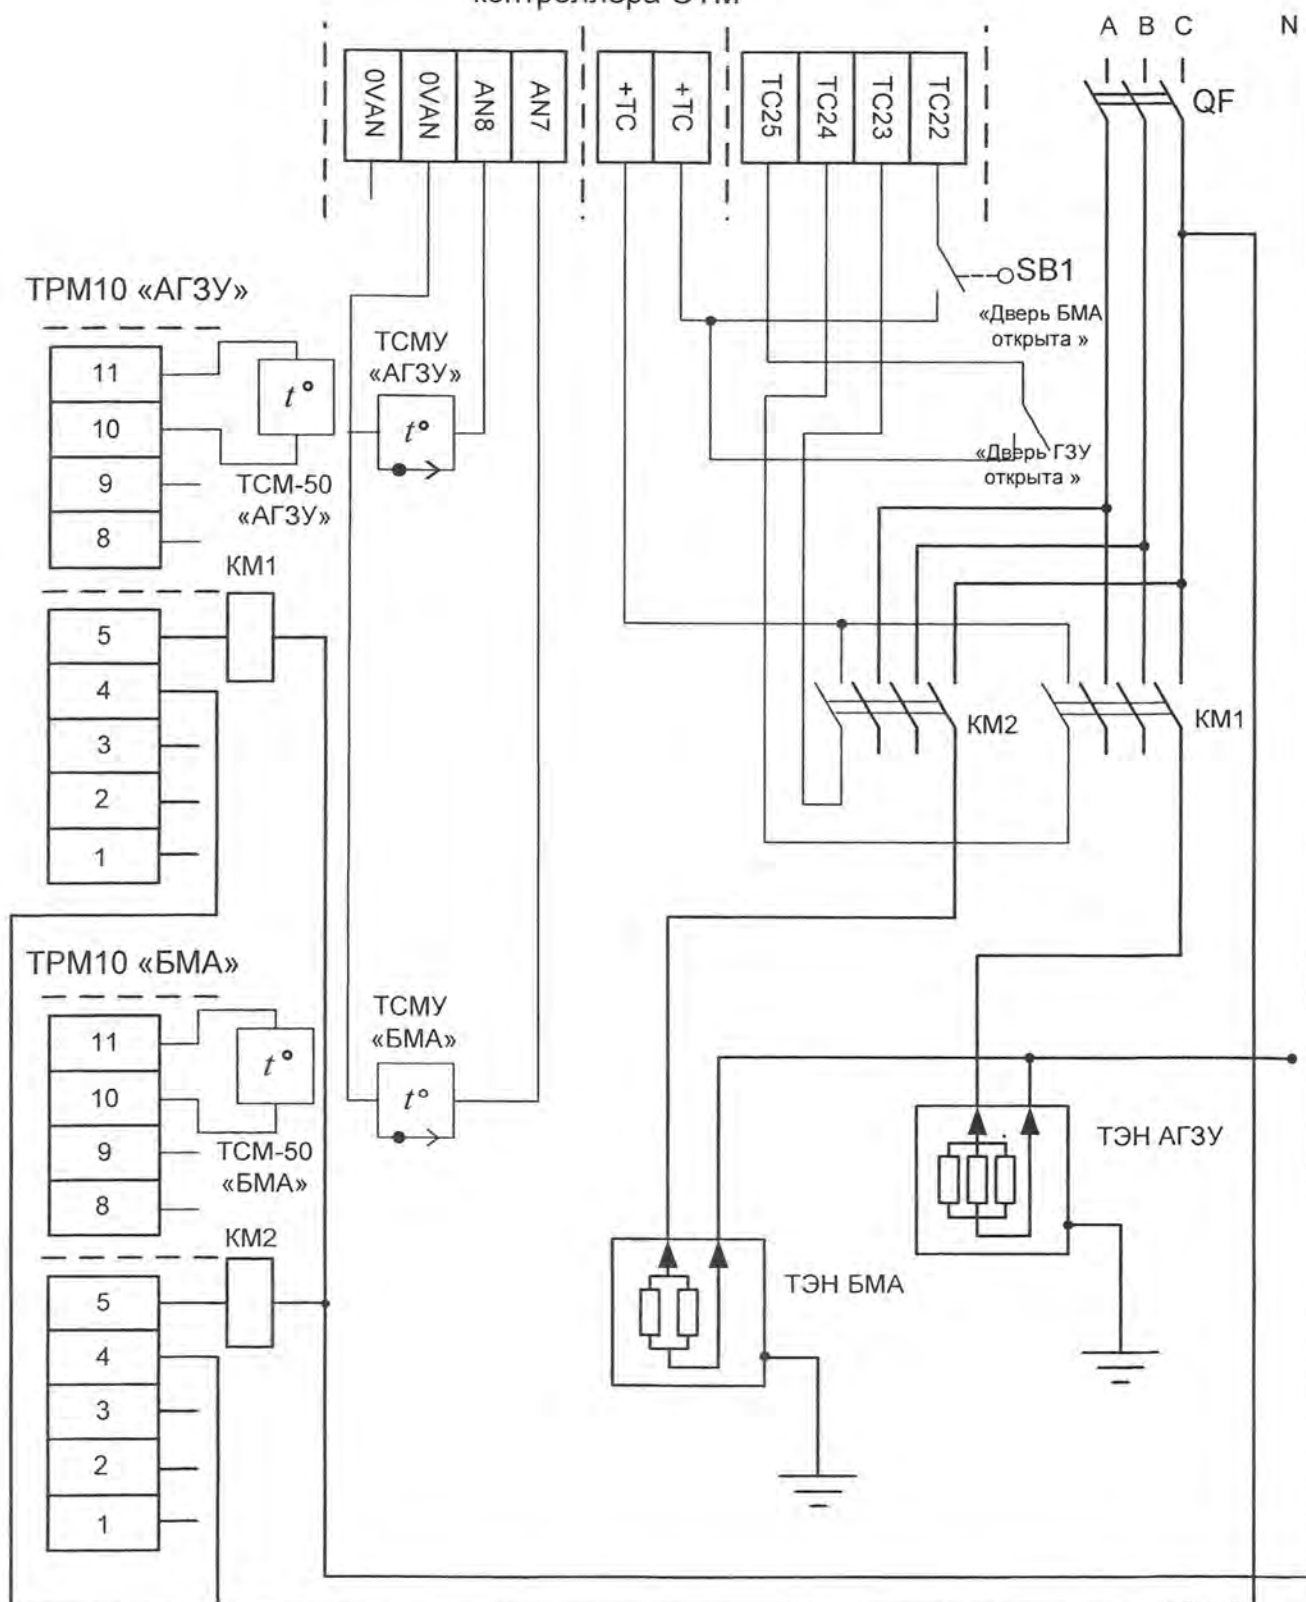 A B C N
QF
0VAN
0VAN
AN8
AN7
+TC
+TC
TC25
TC24
TC23
TC22
SB1
«Дверь БМА
открыта »
ТРМ10 «АГЗУ»
11
10
9
8
t°
ТСМ-50
«АГЗУ»
ТСМУ
«АГЗУ»
t°
«Дверь ГЗУ
открыта »
КМ1
5
4
3
2
1
КМ2
КМ1
ТРМ10 «БМА»
11
10
9
8
t°
ТСМ-50
«БМА»
ТСМУ
«БМА»
t°
ТЭН АГЗУ
КМ2
5
4
3
2
1
ТЭН БМА